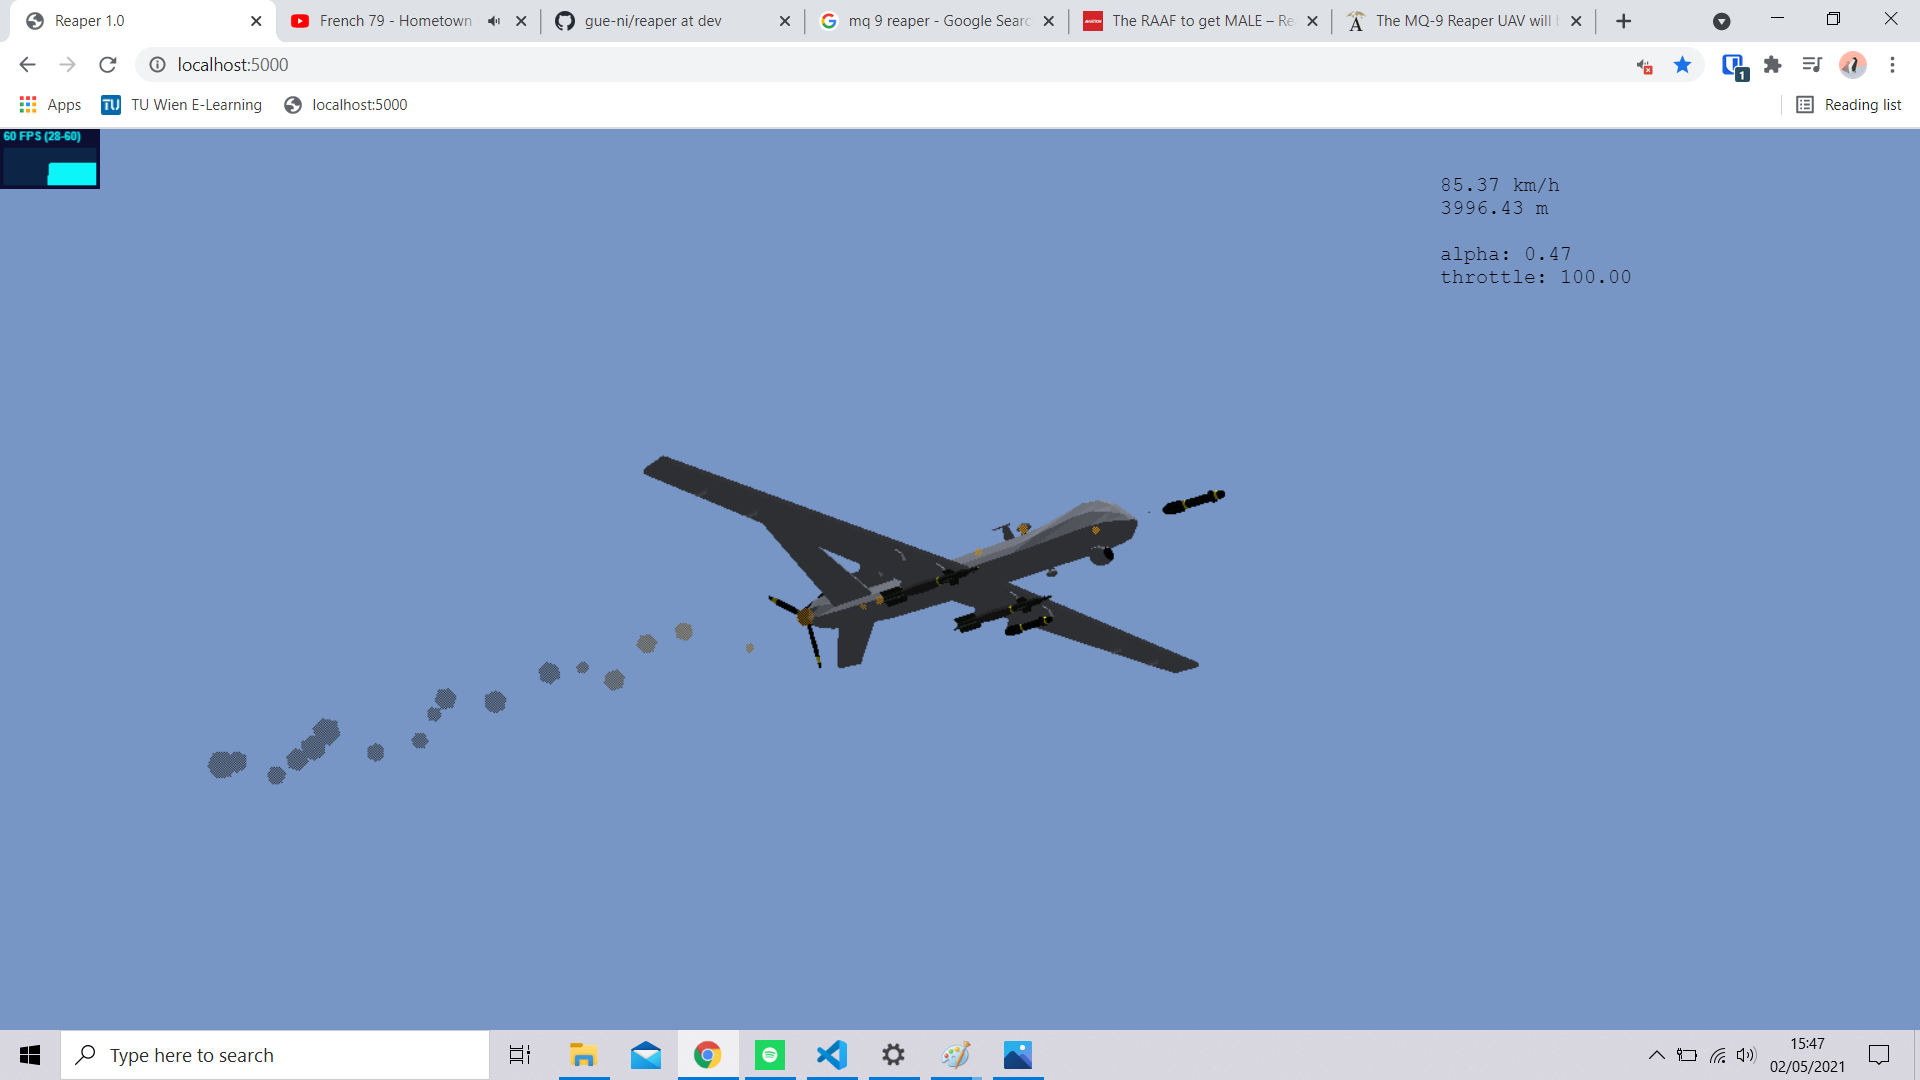 Reaper 1.0
French 79 - Hometown
gue-ni/reaper at dev
mq 9 reaper - Google Searc
The RAAF to get MALE – Re
The MQ-9 Reaper UAV will b
localhost:5000
1
Apps
TU
TU Wien E-Learning
localhost:5000
Reading list
60 FPS (28-60)
85.37 km/h
3996.43 m
alpha: 0.47
throttle: 100.00
Type here to search
15:47
02/05/2021